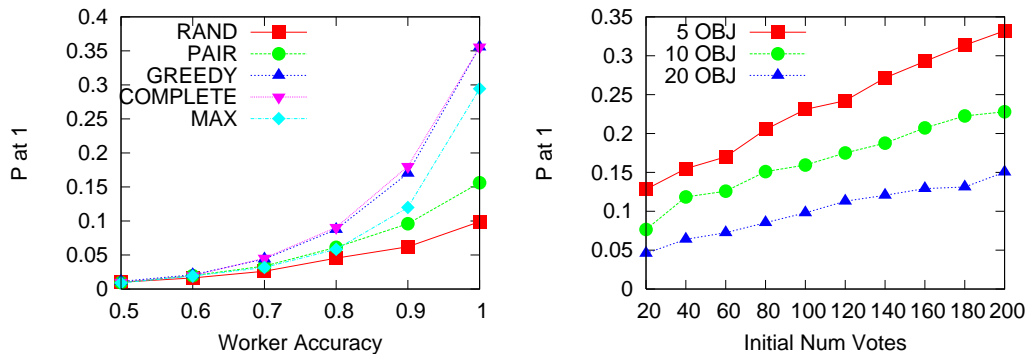 0.4
0.35
0.3
0.25
0.2
0.15
0.1
0.05
0
P at 1
RAND
PAIR
GREEDY
COMPLETE
MAX
0.5 0.6 0.7 0.8 0.9 1
Worker Accuracy
0.35
0.3
0.25
0.2
0.15
0.1
0.05
0
P at 1
5 OBJ
10 OBJ
20 OBJ
20 40 60 80 100 120 140 160 180 200
Initial Num Votes